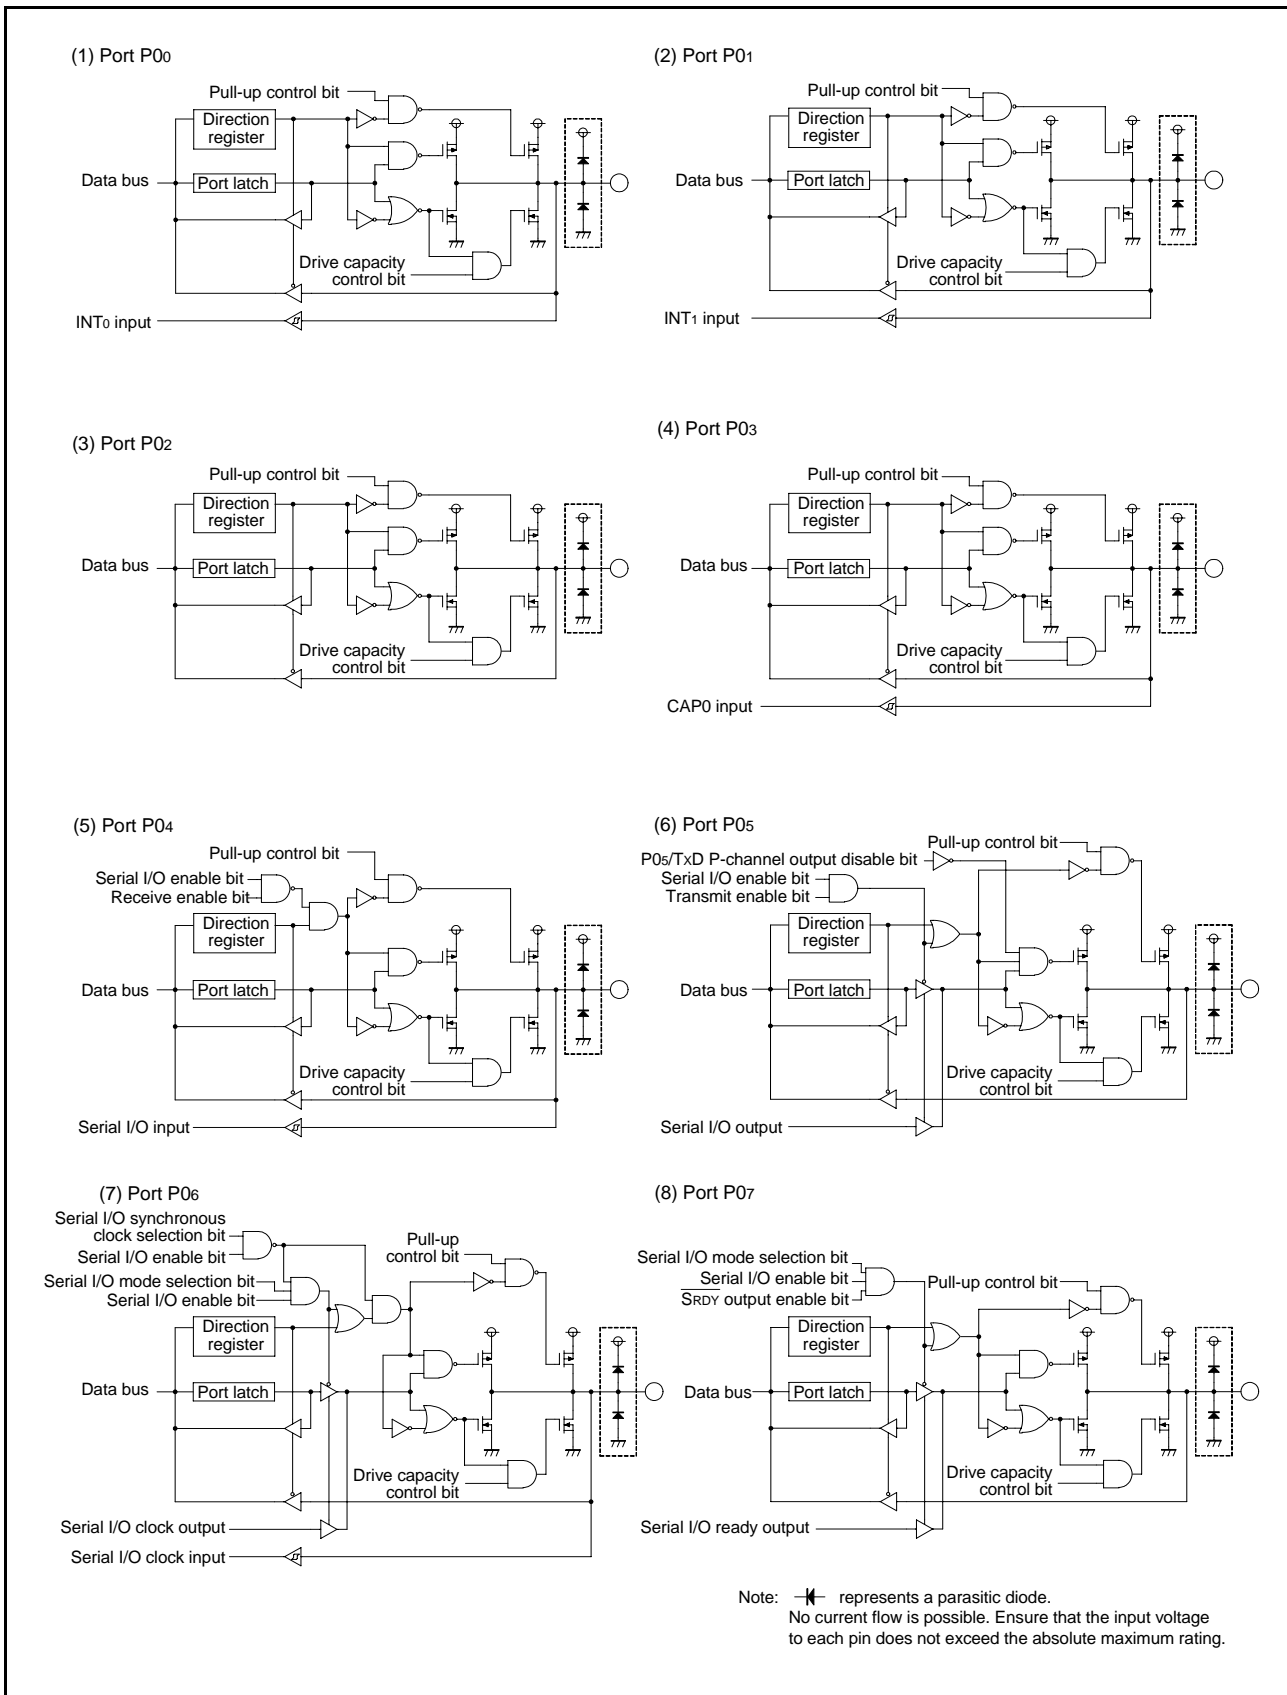 (1) Port P00
Pull-up control bit
Direction
register
Data bus
Port latch
Drive capacity
control bit
INT0 input
(2) Port P01
Pull-up control bit
Direction
register
Data bus
Port latch
Drive capacity
control bit
INT1 input
(3) Port P02
Pull-up control bit
Direction
register
Data bus
Port latch
Drive capacity
control bit
(4) Port P03
Pull-up control bit
Direction
register
Data bus
Port latch
Drive capacity
control bit
CAP0 input
(5) Port P04
Pull-up control bit
Serial I/O enable bit
Receive enable bit
Direction
register
Data bus
Port latch
Drive capacity
control bit
Serial I/O input
(6) Port P05
Pull-up control bit
P05/TxD P-channel output disable bit
Serial I/O enable bit
Transmit enable bit
Direction
register
Data bus
Port latch
Drive capacity
control bit
Serial I/O output
(7) Port P06
Serial I/O synchronous
clock selection bit
Serial I/O enable bit
Pull-up
control bit
Serial I/O mode selection bit
Serial I/O enable bit
Direction
register
Data bus
Port latch
Drive capacity
control bit
Serial I/O clock output
Serial I/O clock input
(8) Port P07
Serial I/O mode selection bit
Serial I/O enable bit
SRDY output enable bit
Pull-up control bit
Direction
register
Data bus
Port latch
Drive capacity
control bit
Serial I/O ready output
Note: represents a parasitic diode.
No current flow is possible. Ensure that the input voltage
to each pin does not exceed the absolute maximum rating.